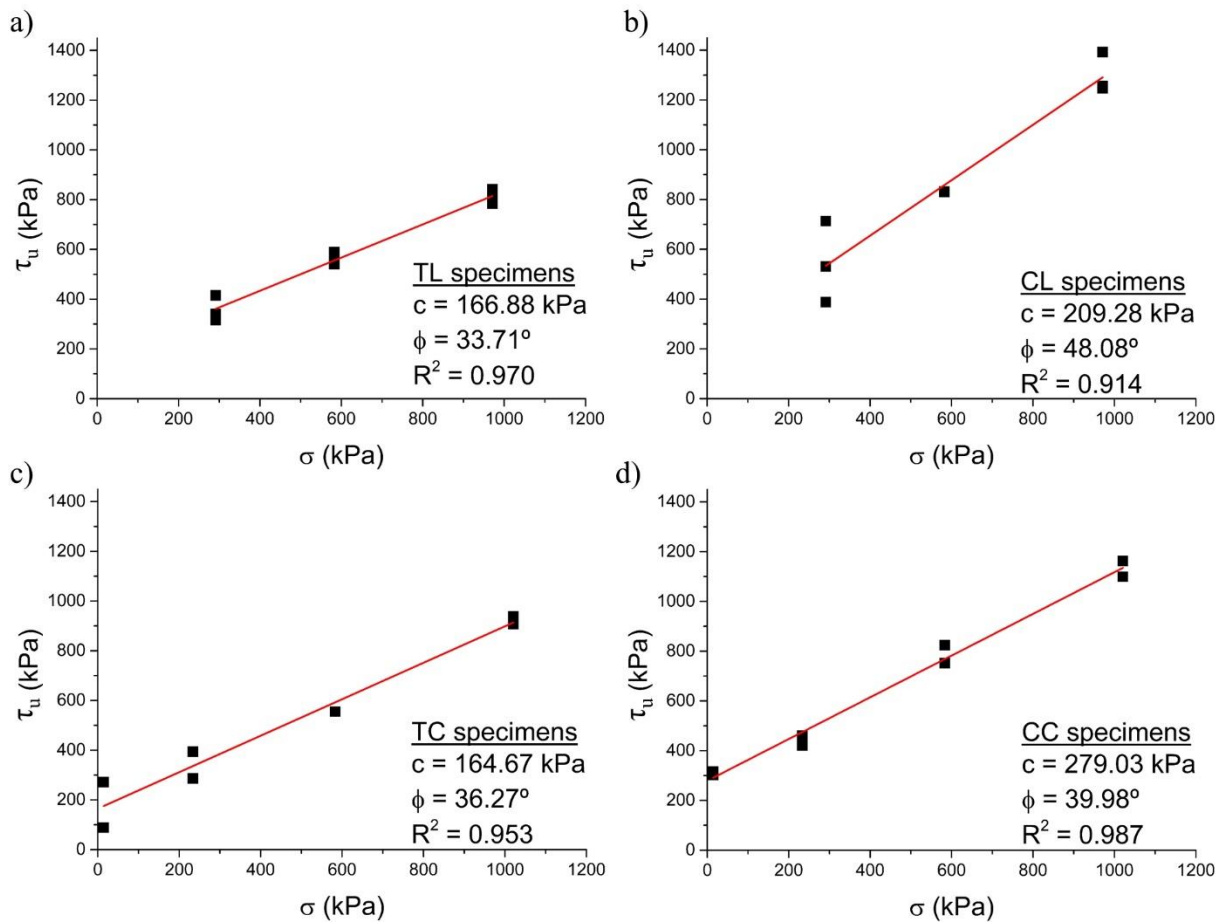 a)
1400
1200
1000
800
600
400
200
0
τu (kPa)
TL specimens
c = 166.88 kPa
ϕ = 33.71º
R² = 0.970
0 200 400 600 800 1000 1200
σ (kPa)
b)
1400
1200
1000
800
600
400
200
0
τu (kPa)
CL specimens
c = 209.28 kPa
ϕ = 48.08º
R² = 0.914
0 200 400 600 800 1000 1200
σ (kPa)
c)
1400
1200
1000
800
600
400
200
0
τu (kPa)
TC specimens
c = 164.67 kPa
ϕ = 36.27º
R² = 0.953
0 200 400 600 800 1000 1200
σ (kPa)
d)
1400
1200
1000
800
600
400
200
0
τu (kPa)
CC specimens
c = 279.03 kPa
ϕ = 39.98º
R² = 0.987
0 200 400 600 800 1000 1200
σ (kPa)